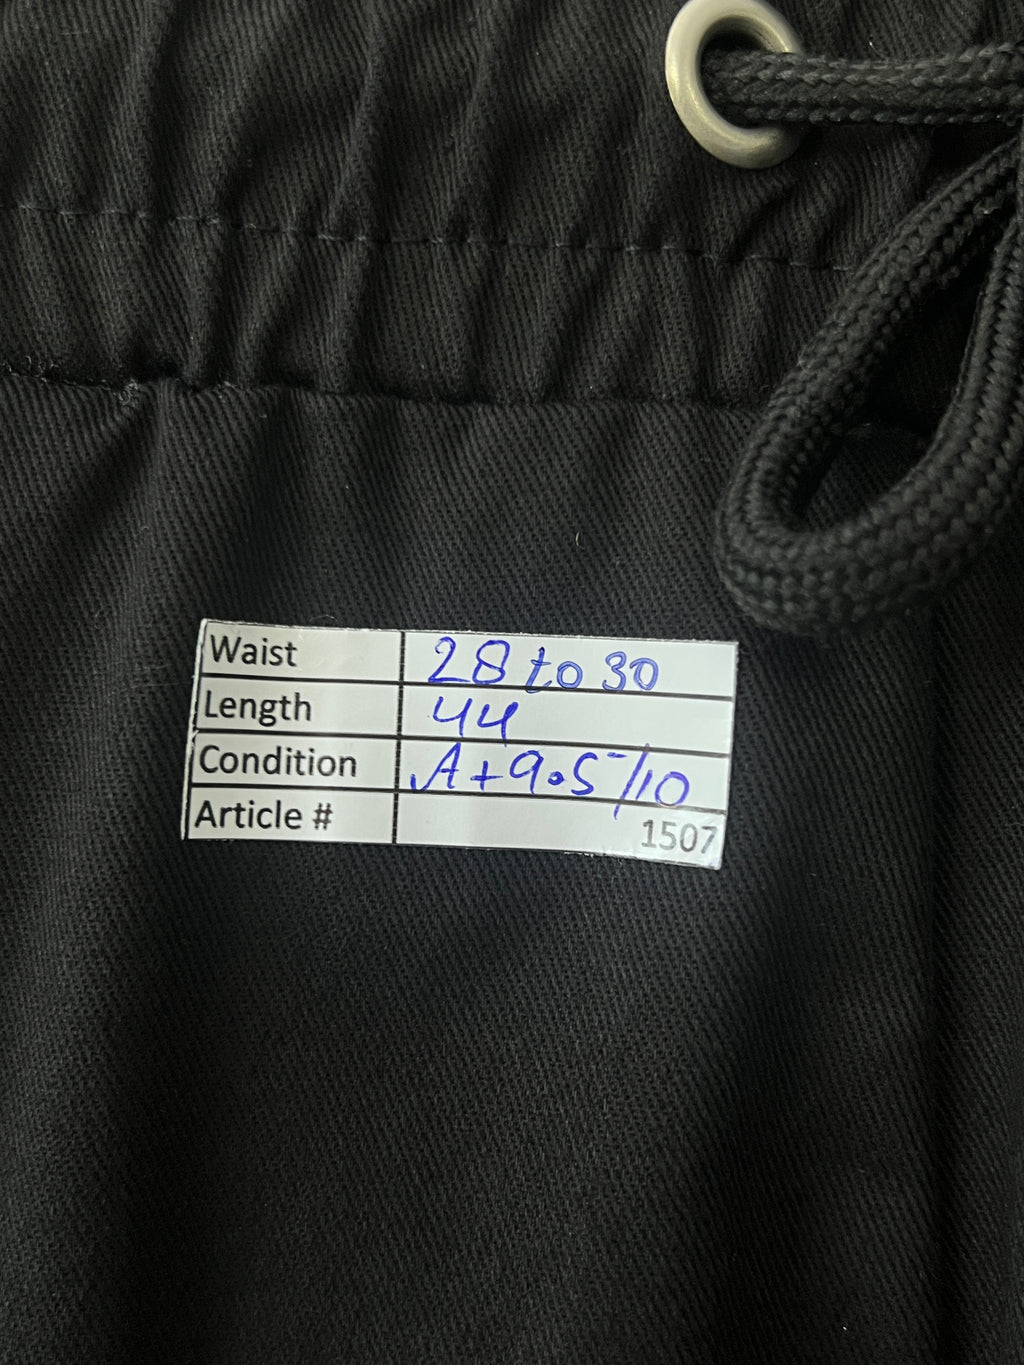 Waist 28 to 30
Length 44
Condition A+ 9.5/10
Article # 1507